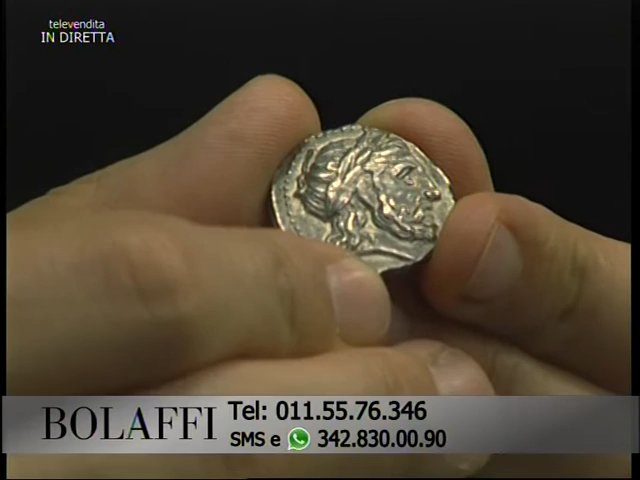 televendita
IN DIRETTA
BOLAFFI
Tel: 011.55.76.346
SMS e 342.830.00.90